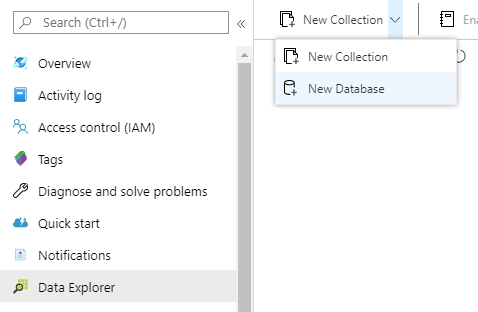 Search (Ctrl+/)
«
Overview
Activity log
Access control (IAM)
Tags
Diagnose and solve problems
Quick start
Notifications
Data Explorer
New Collection
Ena
New Collection
New Database